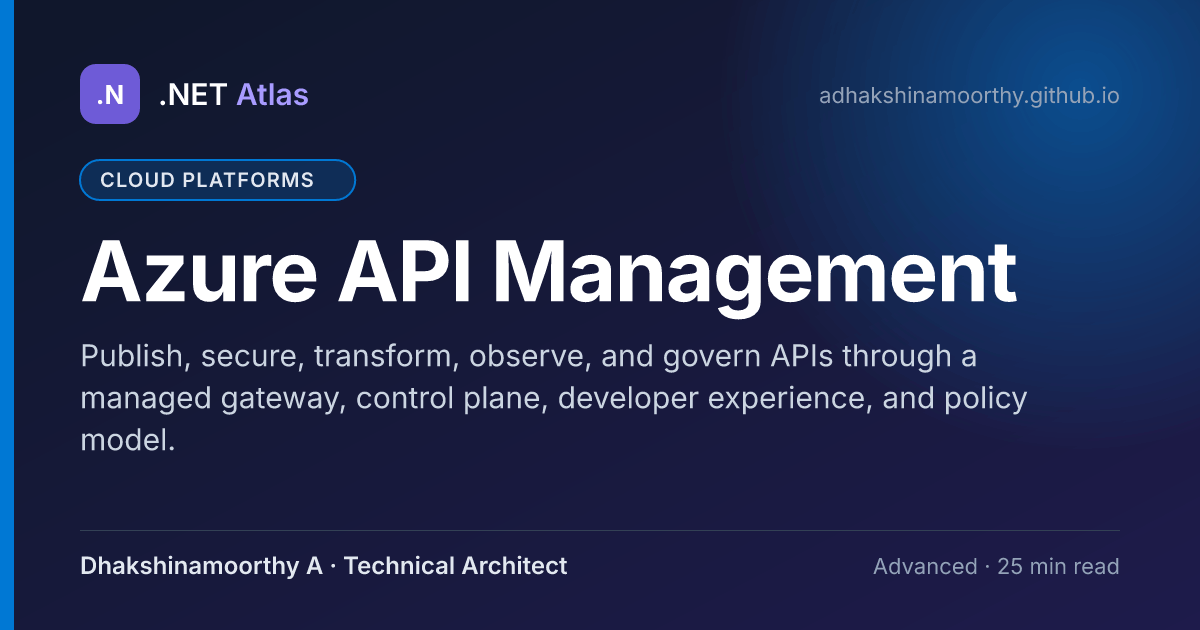 .N
.NET Atlas
adhakshinamoorthy.github.io
CLOUD PLATFORMS
Azure API Management
Publish, secure, transform, observe, and govern APIs through a
managed gateway, control plane, developer experience, and policy
model.
Dhakshinamoorthy A · Technical Architect
Advanced · 25 min read